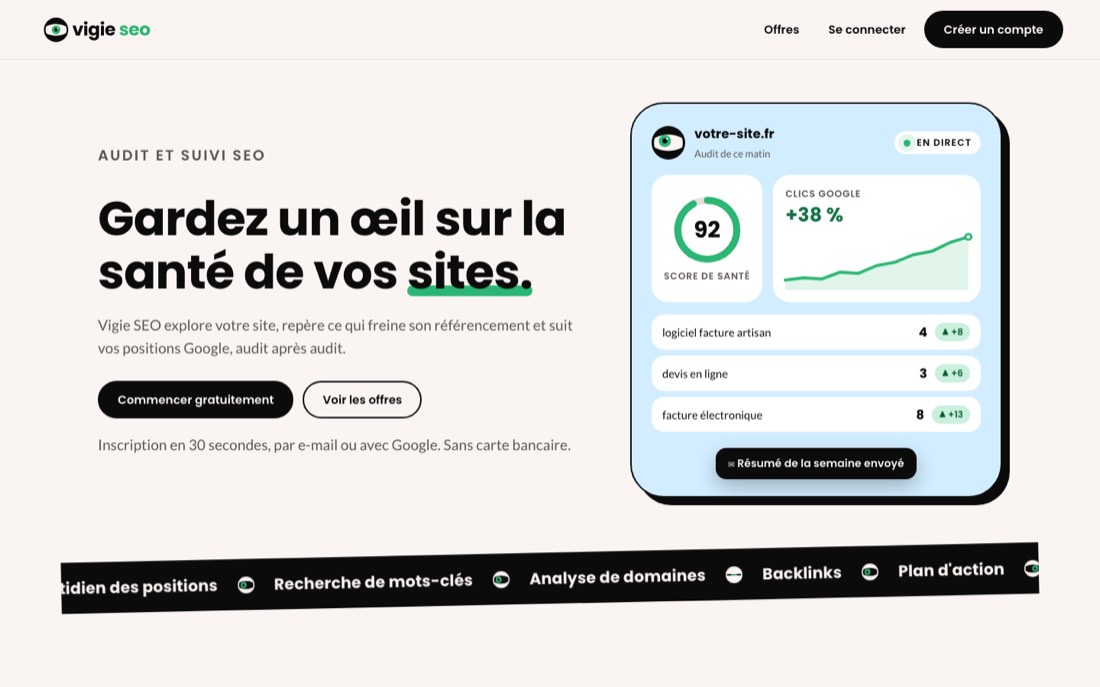 vigie seo
Offres
Se connecter
Créer un compte
AUDIT ET SUIVI SEO
Gardez un œil sur la
santé de vos sites.
Vigie SEO explore votre site, repère ce qui freine son référencement et suit
vos positions Google, audit après audit.
Commencer gratuitement
Voir les offres
Inscription en 30 secondes, par e-mail ou avec Google. Sans carte bancaire.
votre-site.fr
Audit de ce matin
EN DIRECT
92
SCORE DE SANTÉ
CLICS GOOGLE
+38 %
logiciel facture artisan 4 ▲ +8
devis en ligne 3 ▲ +6
facture électronique 8 ▲ +13
✉ Résumé de la semaine envoyé
tidien des positions Recherche de mots-clés Analyse de domaines Backlinks Plan d'action